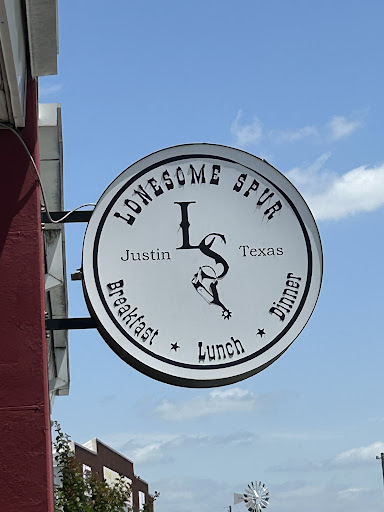 LONESOME SPUR
LS
Justin Texas
Breakfast ★ Lunch ★ Dinner